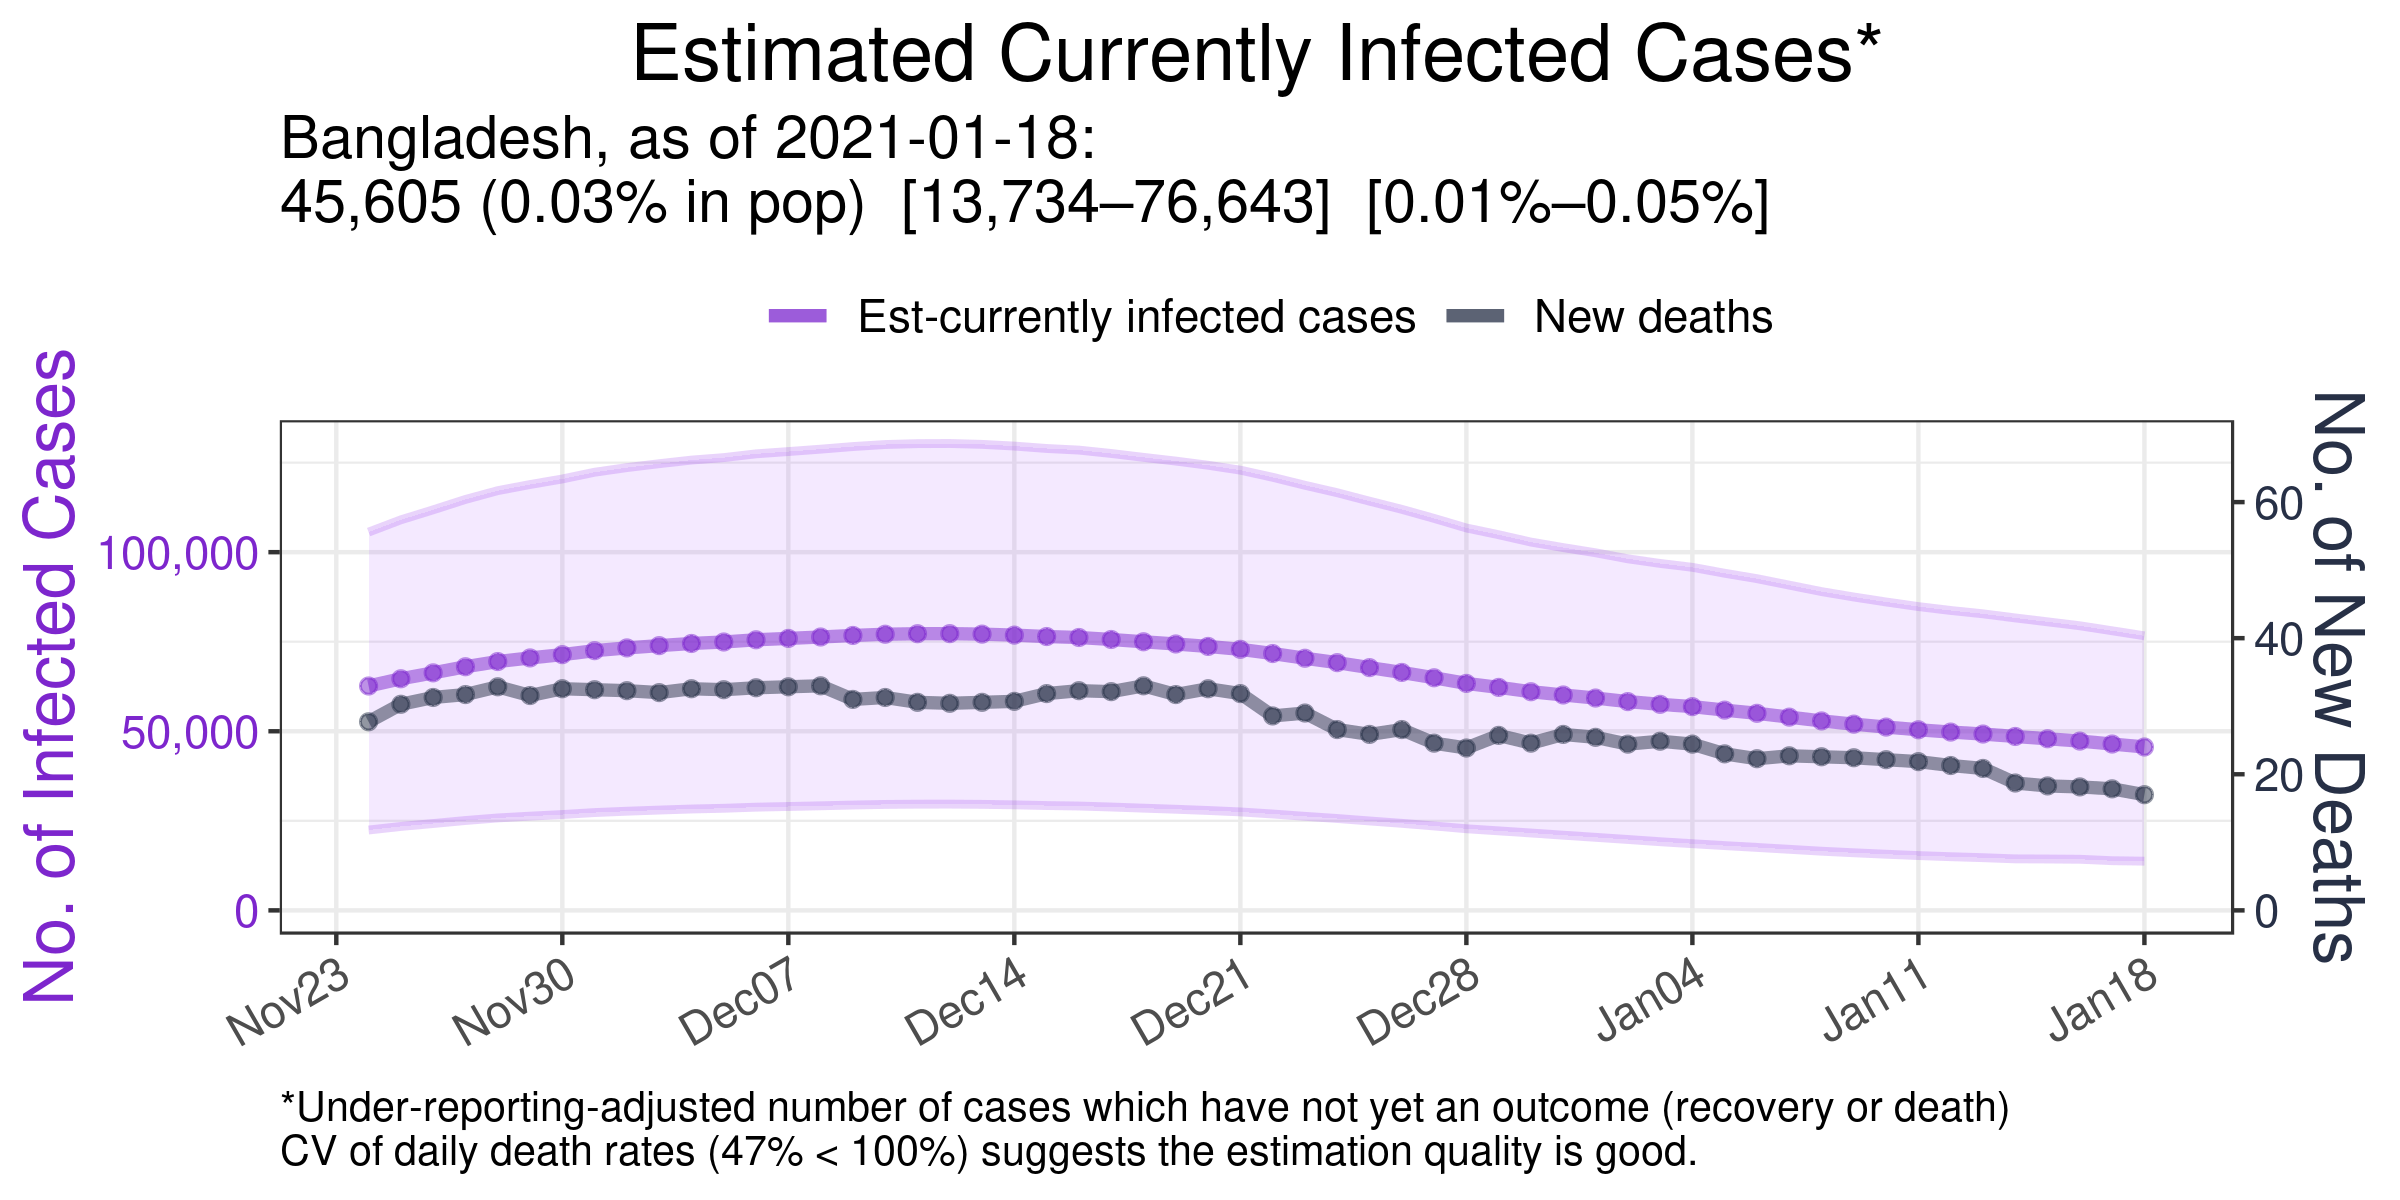 Estimated Currently Infected Cases*
Bangladesh, as of 2021-01-18:
45,605 (0.03% in pop)  [13,734–76,643]  [0.01%–0.05%]
Est-currently infected cases
New deaths
No. of Infected Cases
100,000
50,000
0
No. of New Deaths
60
40
20
0
Nov23
Nov30
Dec07
Dec14
Dec21
Dec28
Jan04
Jan11
Jan18
*Under-reporting-adjusted number of cases which have not yet an outcome (recovery or death)
CV of daily death rates (47% < 100%) suggests the estimation quality is good.